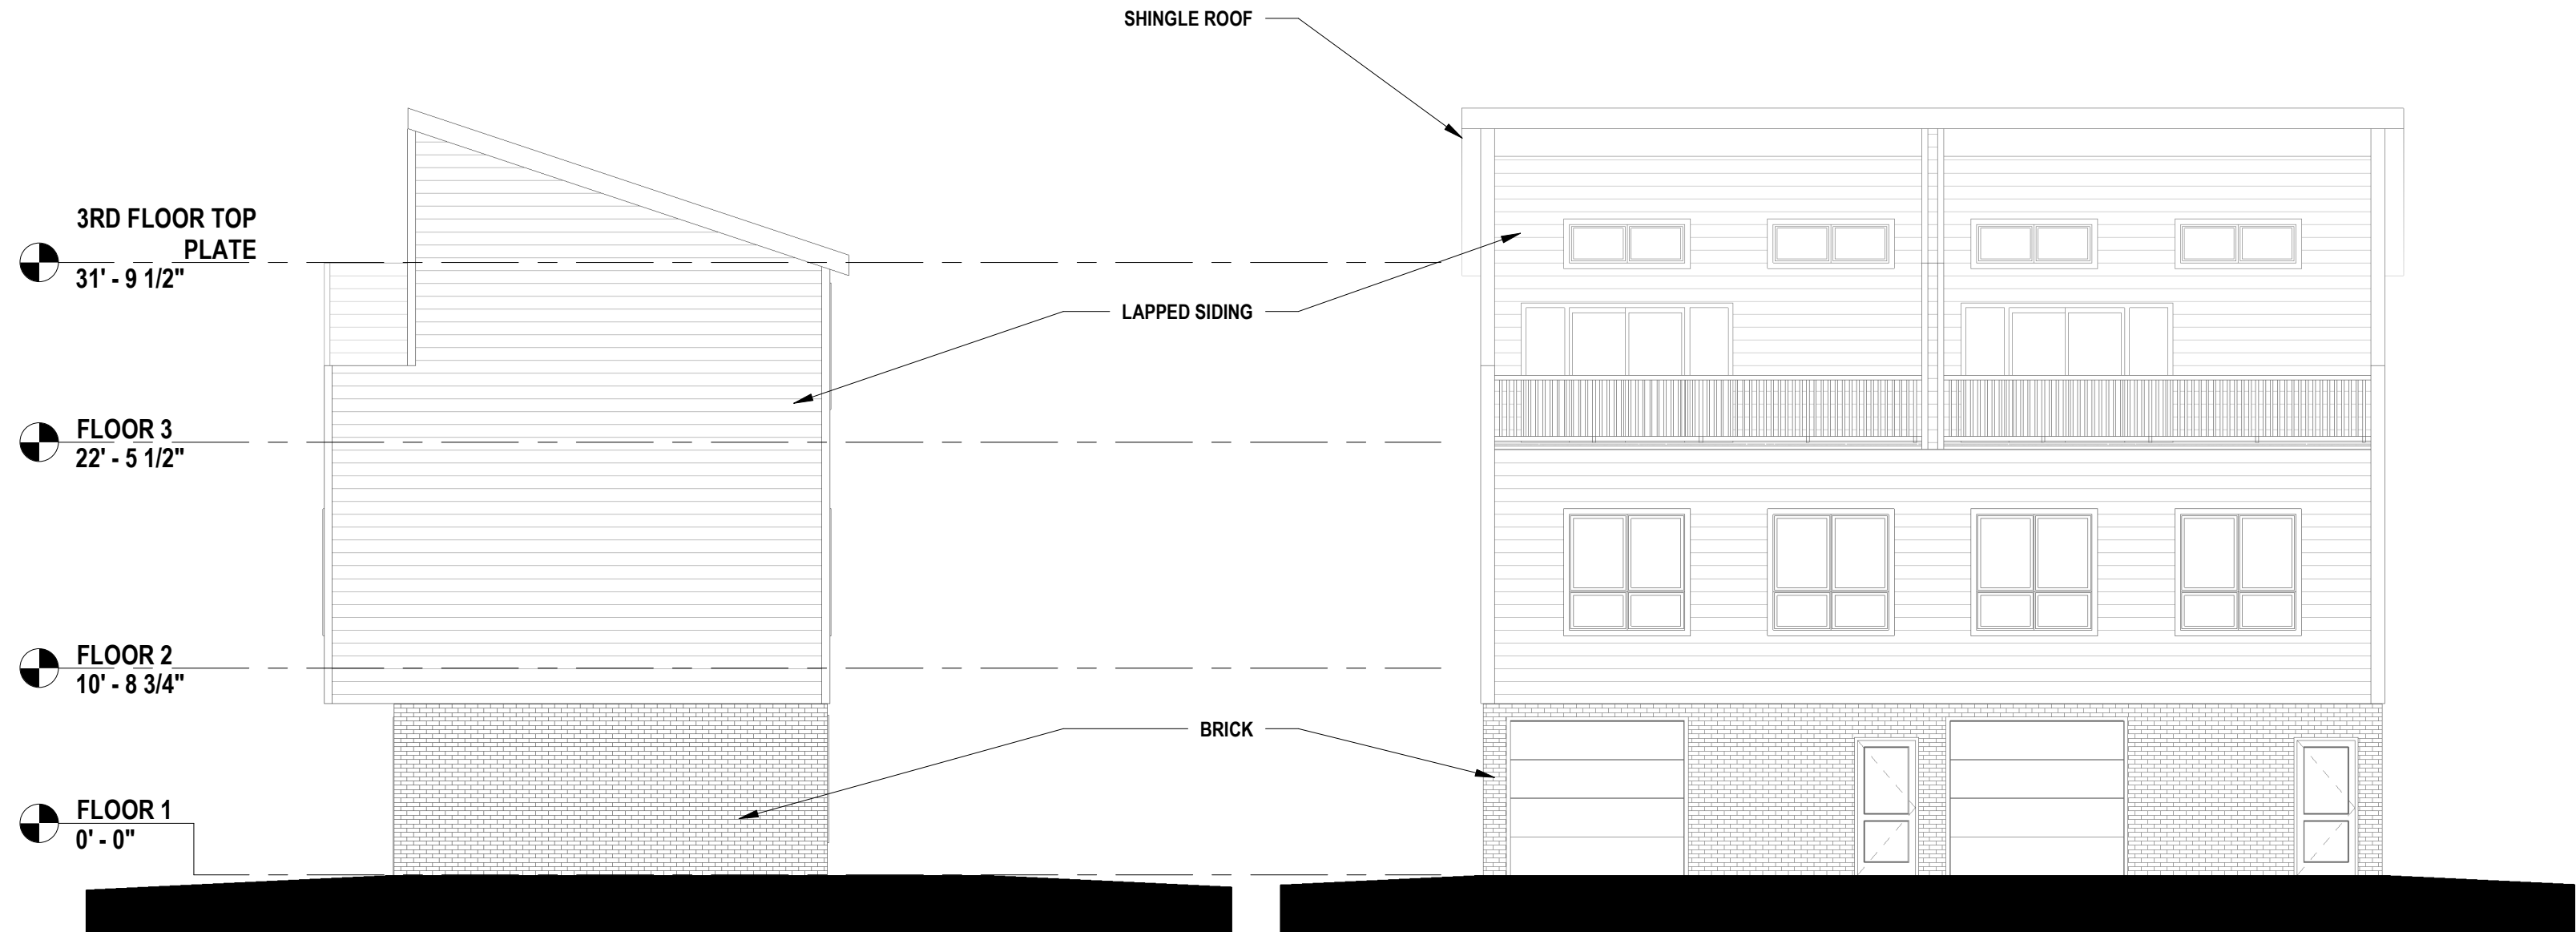 SHINGLE ROOF
3RD FLOOR TOP
PLATE
31' - 9 1/2"
LAPPED SIDING
FLOOR 3
22' - 5 1/2"
FLOOR 2
10' - 8 3/4"
BRICK
FLOOR 1
0' - 0"